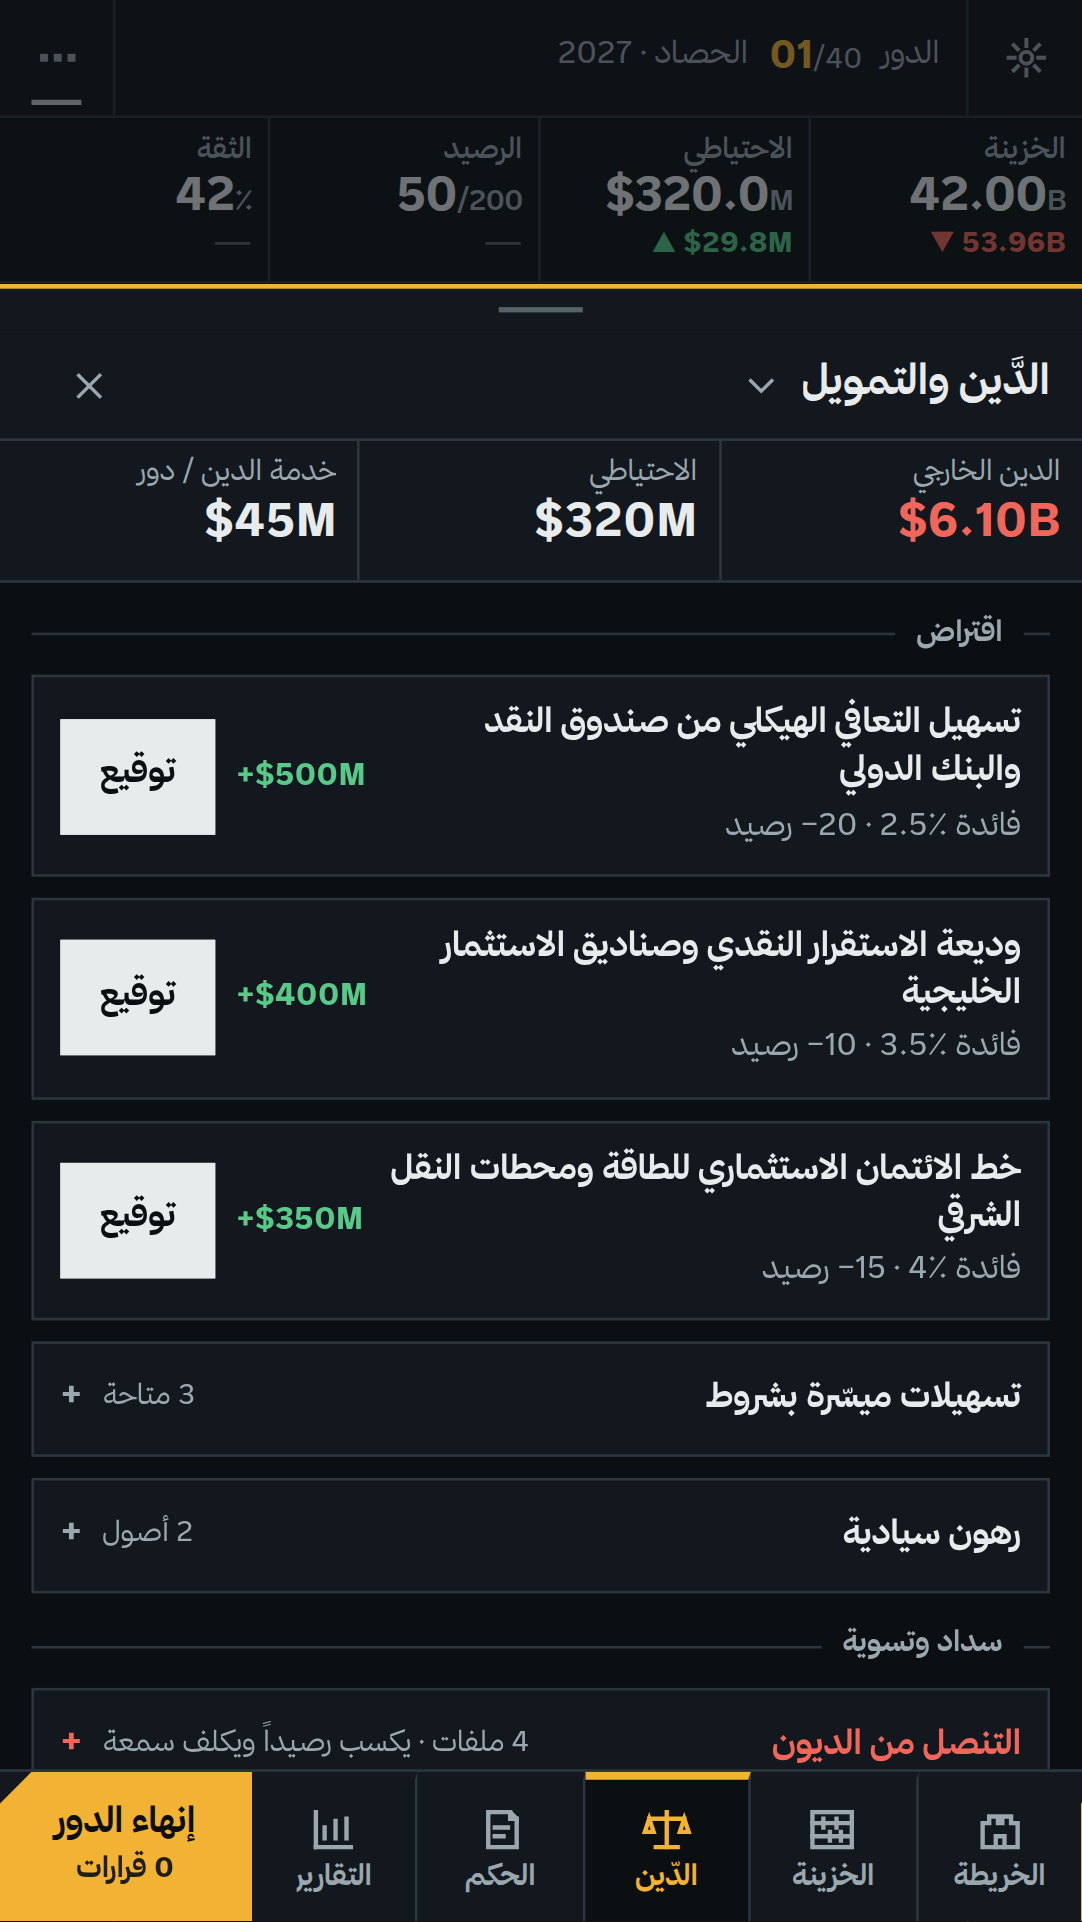 الدور 01/40 الحصاد · 2027
الخزينة
42.00B
▼ 53.96B
الاحتياطي
$320.0M
▲ $29.8M
الرصيد
50/200
—
الثقة
42٪
—
الدَّين والتمويل
الدين الخارجي
$6.10B
الاحتياطي
$320M
خدمة الدين / دور
$45M
اقتراض
تسهيل التعافي الهيكلي من صندوق النقد
والبنك الدولي
فائدة 2.5٪ · −20 رصيد
+$500M
توقيع
وديعة الاستقرار النقدي وصناديق الاستثمار
الخليجية
فائدة 3.5٪ · −10 رصيد
+$400M
توقيع
خط الائتمان الاستثماري للطاقة ومحطات النقل
الشرقي
فائدة 4٪ · −15 رصيد
+$350M
توقيع
تسهيلات ميسّرة بشروط
3 متاحة +
رهون سيادية
2 أصول +
سداد وتسوية
التنصل من الديون
4 ملفات · يكسب رصيداً ويكلف سمعة +
الخريطة
الخزينة
الدّين
الحكم
التقارير
إنهاء الدور
0 قرارات